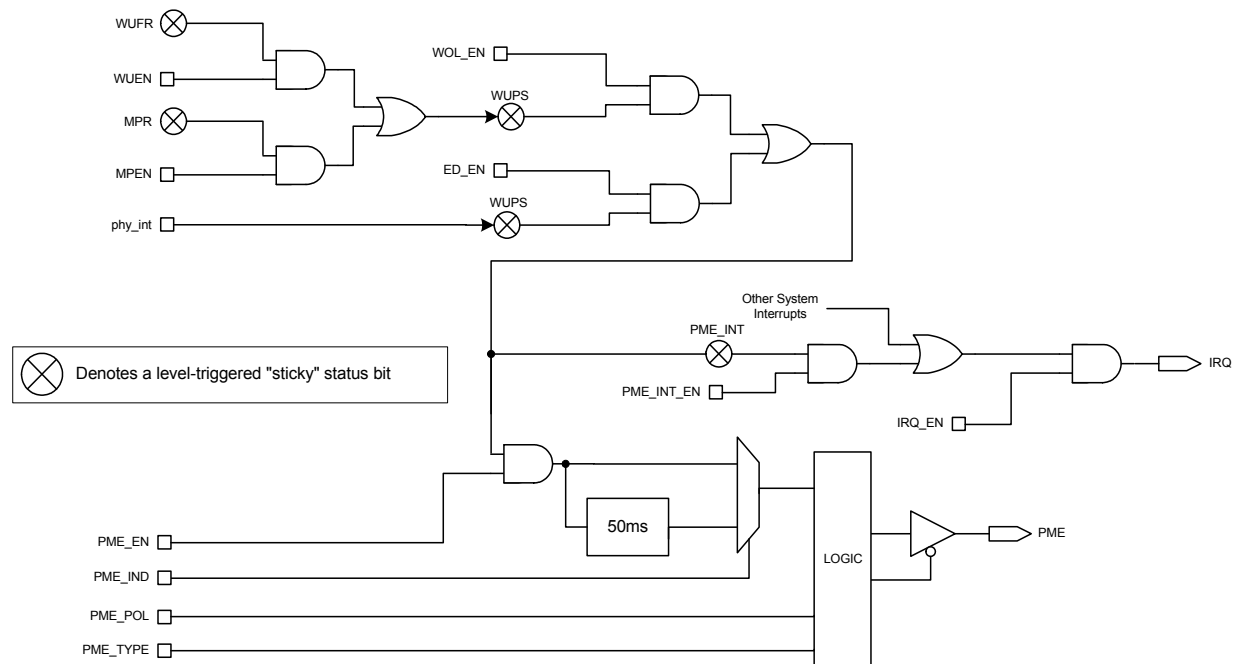 WUFR
WUEN
MPR
MPEN
phy_int
WOL_EN
WUPS
ED_EN
WUPS
Other System
Interrupts
PME_INT
PME_INT_EN
IRQ
IRQ_EN
Denotes a level-triggered "sticky" status bit
50ms
LOGIC
PME
PME_EN
PME_IND
PME_POL
PME_TYPE